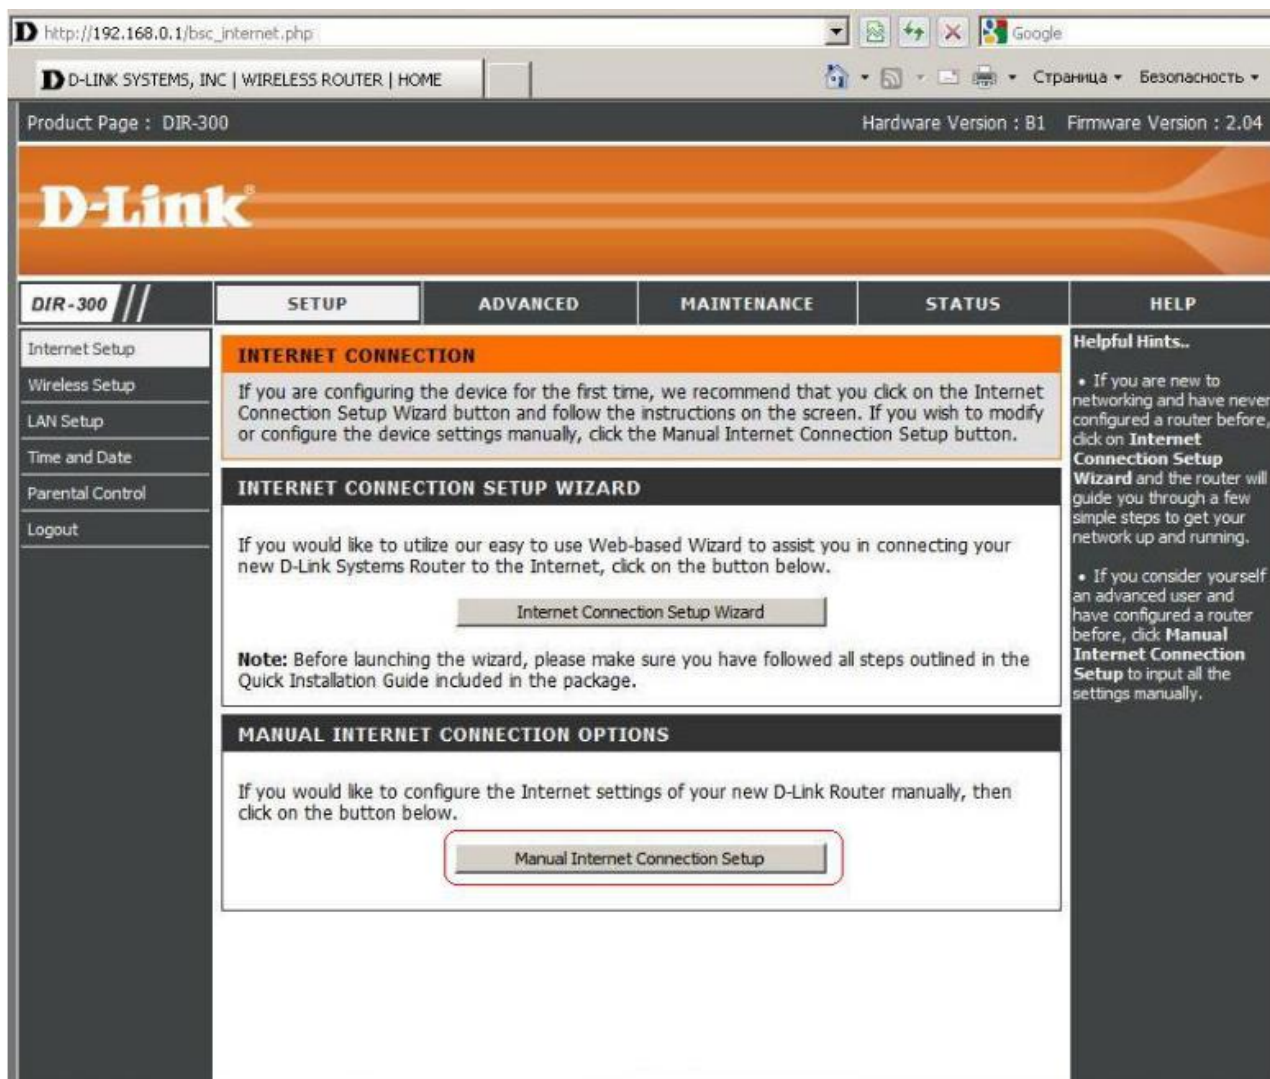 http://192.168.0.1/bsc_internet.php
Google
D-LINK SYSTEMS, INC | WIRELESS ROUTER | HOME
Страница
Безопасность
Product Page : DIR-300
Hardware Version : B1
Firmware Version : 2.04
D-Link®
DIR-300
SETUP
ADVANCED
MAINTENANCE
STATUS
HELP
Internet Setup
Wireless Setup
LAN Setup
Time and Date
Parental Control
Logout
INTERNET CONNECTION
If you are configuring the device for the first time, we recommend that you click on the Internet
Connection Setup Wizard button and follow the instructions on the screen. If you wish to modify
or configure the device settings manually, click the Manual Internet Connection Setup button.
INTERNET CONNECTION SETUP WIZARD
If you would like to utilize our easy to use Web-based Wizard to assist you in connecting your
new D-Link Systems Router to the Internet, click on the button below.
Internet Connection Setup Wizard
Note: Before launching the wizard, please make sure you have followed all steps outlined in the
Quick Installation Guide included in the package.
MANUAL INTERNET CONNECTION OPTIONS
If you would like to configure the Internet settings of your new D-Link Router manually, then
click on the button below.
Manual Internet Connection Setup
Helpful Hints..
• If you are new to
networking and have never
configured a router before,
click on Internet
Connection Setup
Wizard and the router will
guide you through a few
simple steps to get your
network up and running.
• If you consider yourself
an advanced user and
have configured a router
before, click Manual
Internet Connection
Setup to input all the
settings manually.